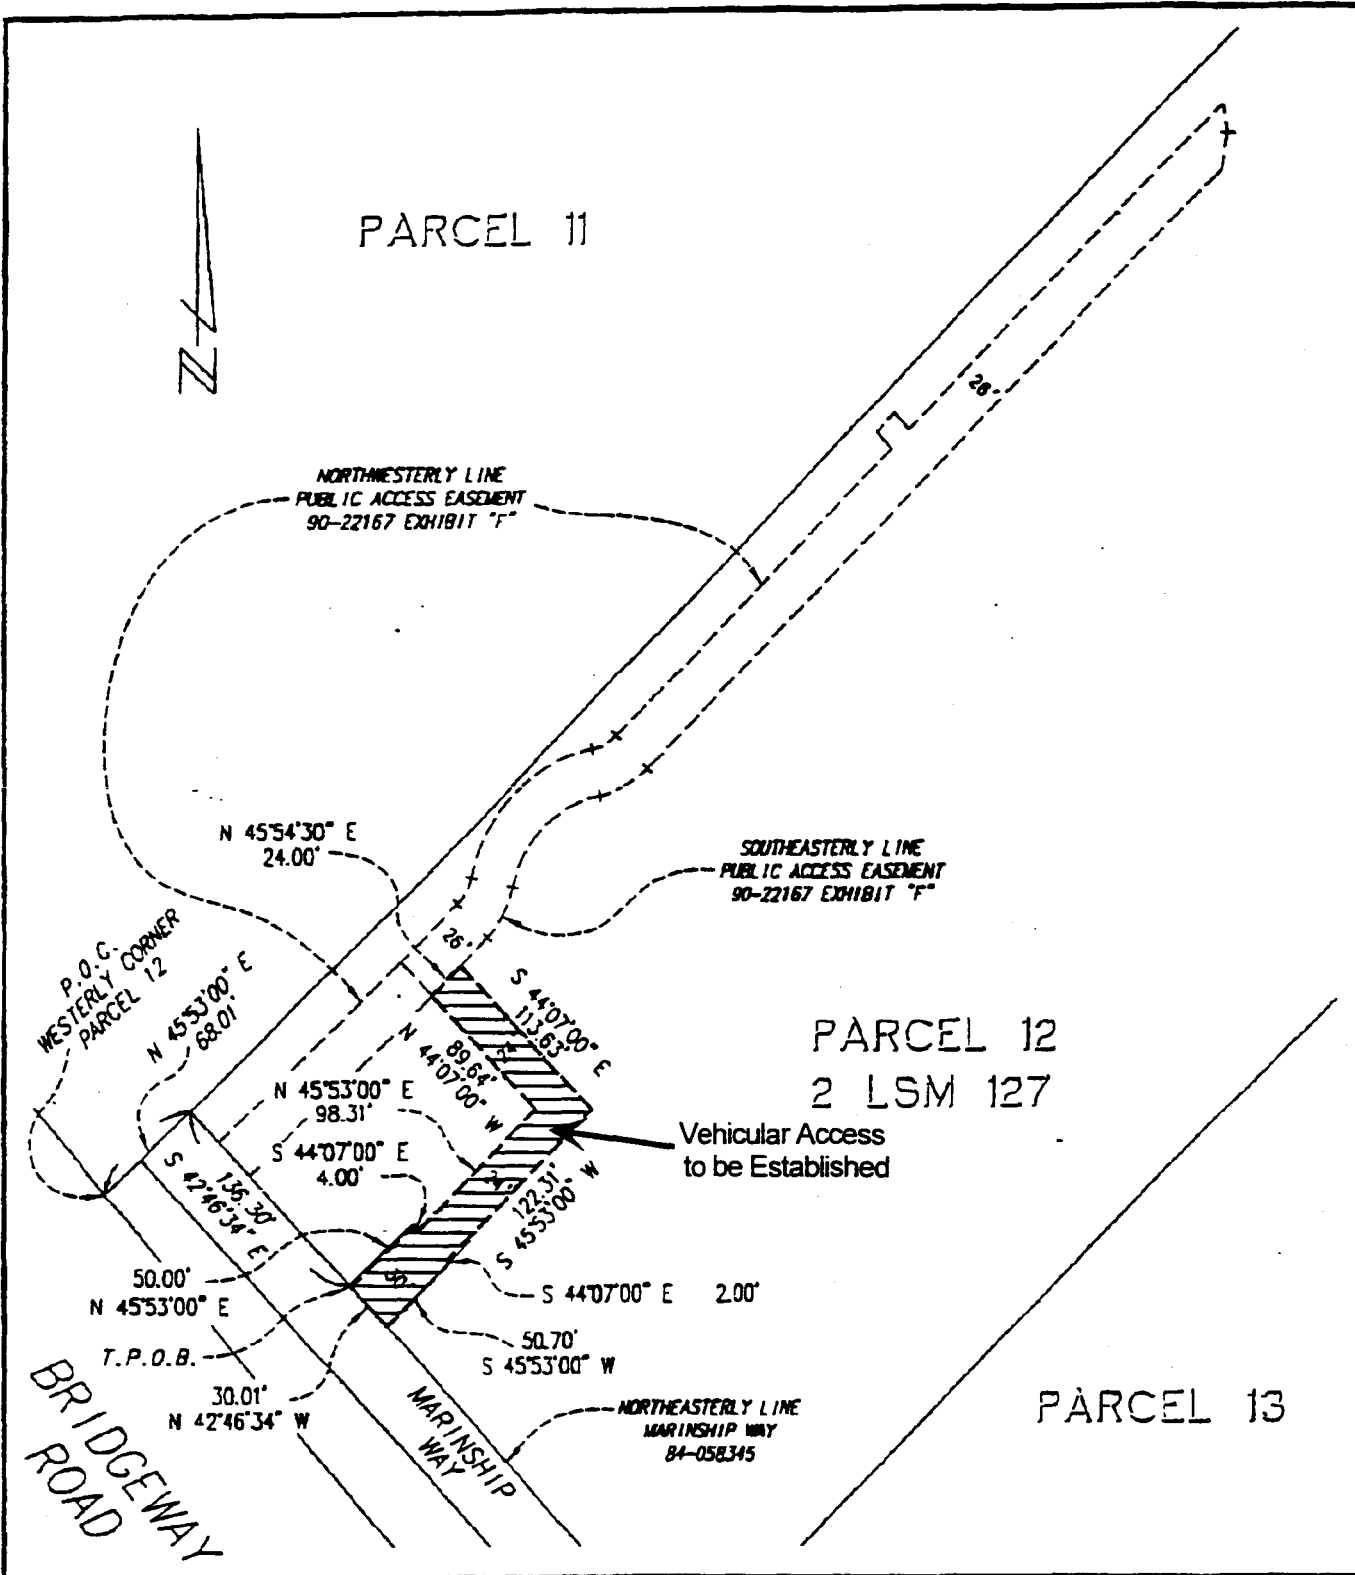 PARCEL 11
N
28'
NORTHWESTERLY LINE
PUBLIC ACCESS EASEMENT
90-22167 EXHIBIT "F"
N 45°54'30" E
24.00'
SOUTHEASTERLY LINE
PUBLIC ACCESS EASEMENT
90-22167 EXHIBIT "F"
26'
P.O.C.
WESTERLY CORNER
PARCEL 12
N 45°53'00" E
68.01'
S 44°07'00" E
113.63'
N 44°07'00" W
89.64'
PARCEL 12
2 LSM 127
N 45°53'00" E
98.31'
Vehicular Access
to be Established
S 44°07'00" E
4.00'
136.30'
S 42°46'34" E
122.31'
S 45°53'00" W
50.00'
N 45°53'00" E
S 44°07'00" E 2.00'
T.P.O.B.
50.70'
S 45°53'00" W
30.01'
N 42°46'34" W
BRIDGEWAY
ROAD
MARINSHIP
WAY
NORTHEASTERLY LINE
MARINSHIP WAY
84-058345
PARCEL 13